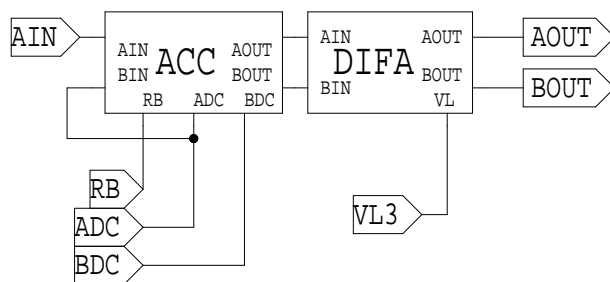 AIN
AIN ACC AOUT
BIN BOUT
RB ADC BDC
AIN DIFA AOUT
BIN BOUT
VL
AOUT
BOUT
RB
ADC
BDC
VL3